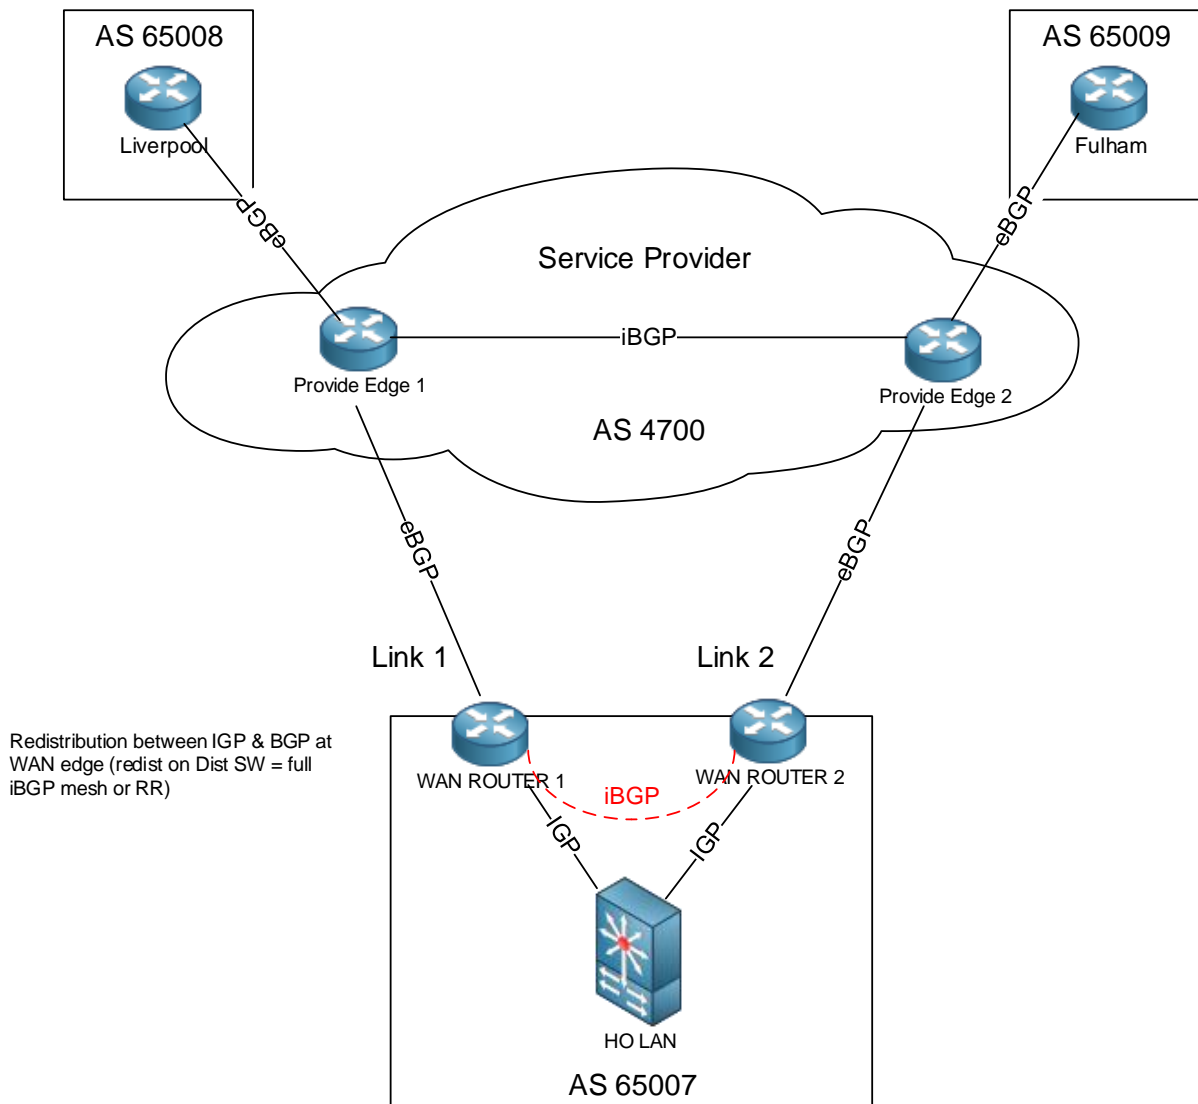 AS 65008
AS 65009
Liverpool
Fulham
eBGP
eBGP
Service Provider
iBGP
Provide Edge 1
Provide Edge 2
AS 4700
eBGP
eBGP
Link 1
Link 2
Redistribution between IGP & BGP at
WAN edge (redist on Dist SW = full
iBGP mesh or RR)
WAN ROUTER 1
WAN ROUTER 2
iBGP
IGP
IGP
HO LAN
AS 65007